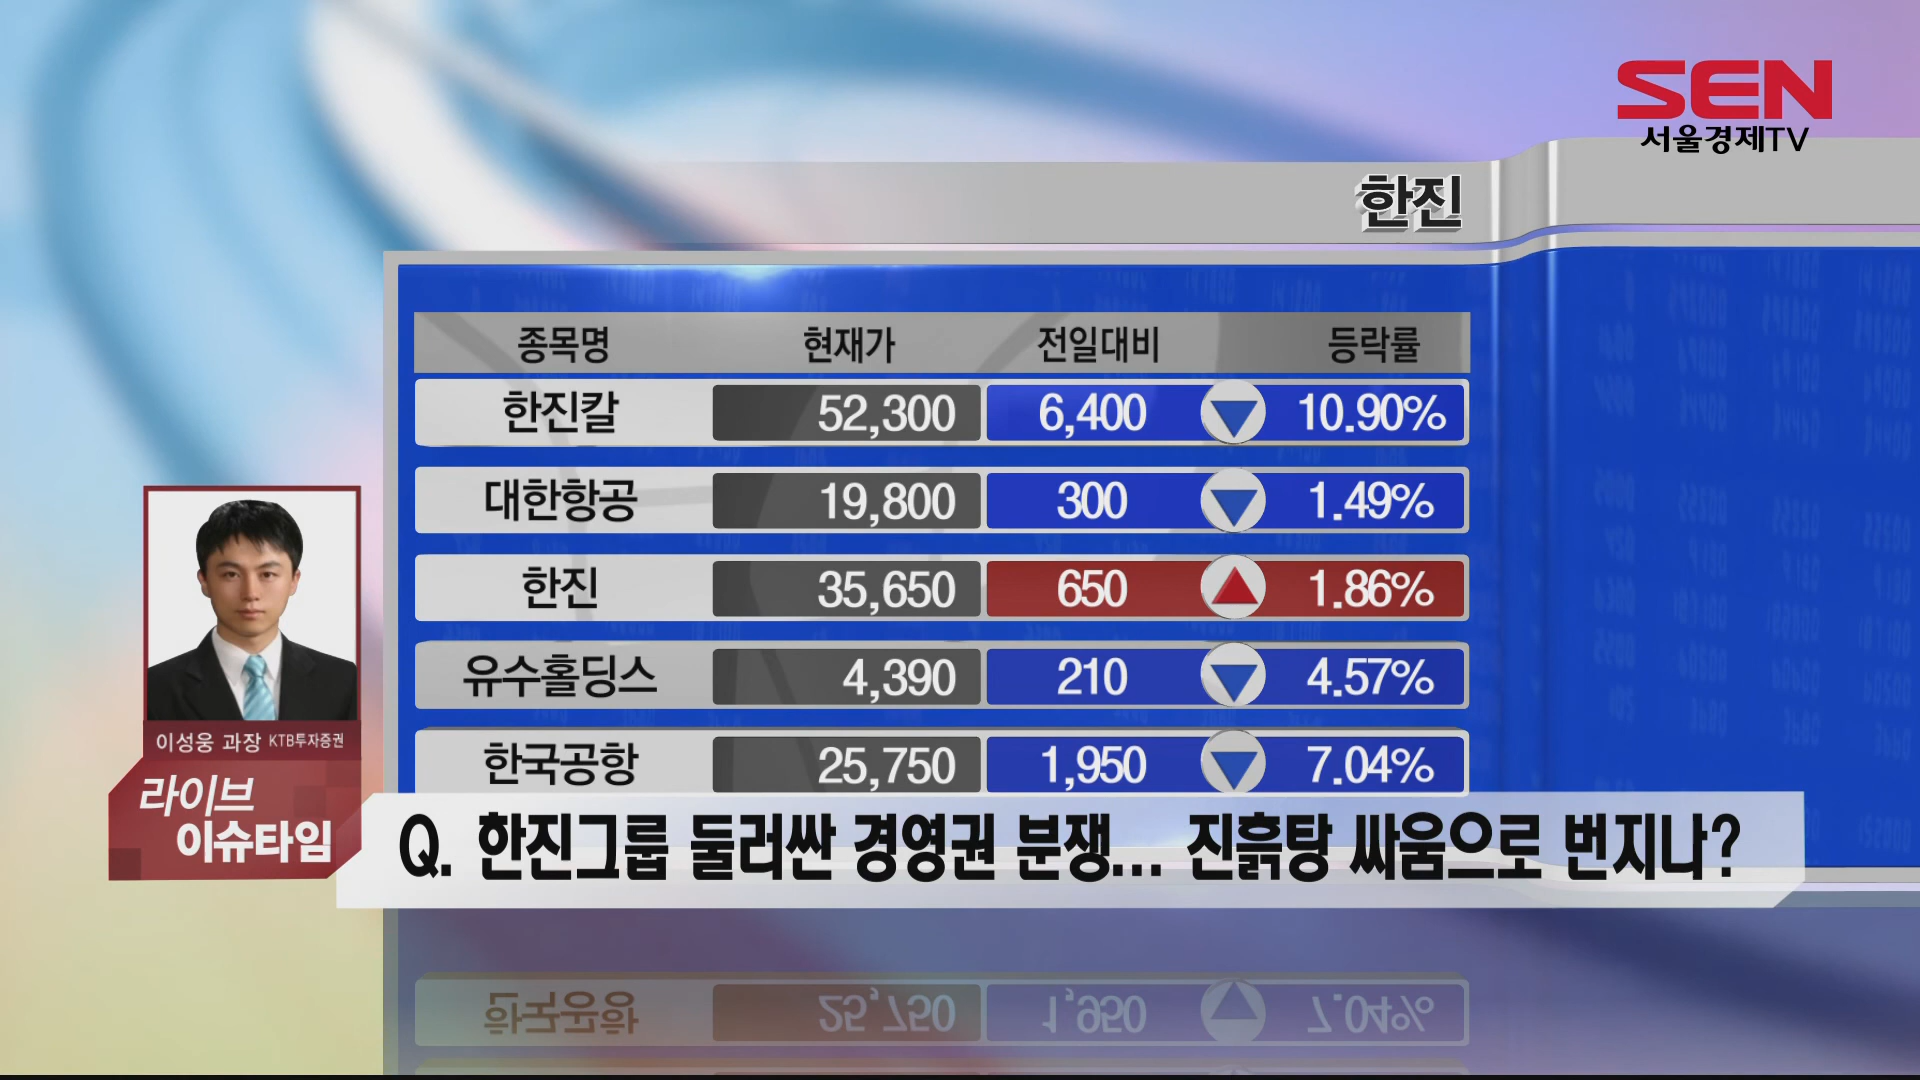 SEN
서울경제TV
한진
종목명 현재가 전일대비 등락률
한진칼 52,300 6,400 10.90%
대한항공 19,800 300 1.49%
한진 35,650 650 1.86%
유수홀딩스 4,390 210 4.57%
한국공항 25,750 1,950 7.04%
이성웅 과장 KTB투자증권
라이브
이슈타임
Q. 한진그룹 둘러싼 경영권 분쟁... 진흙탕 싸움으로 번지나?